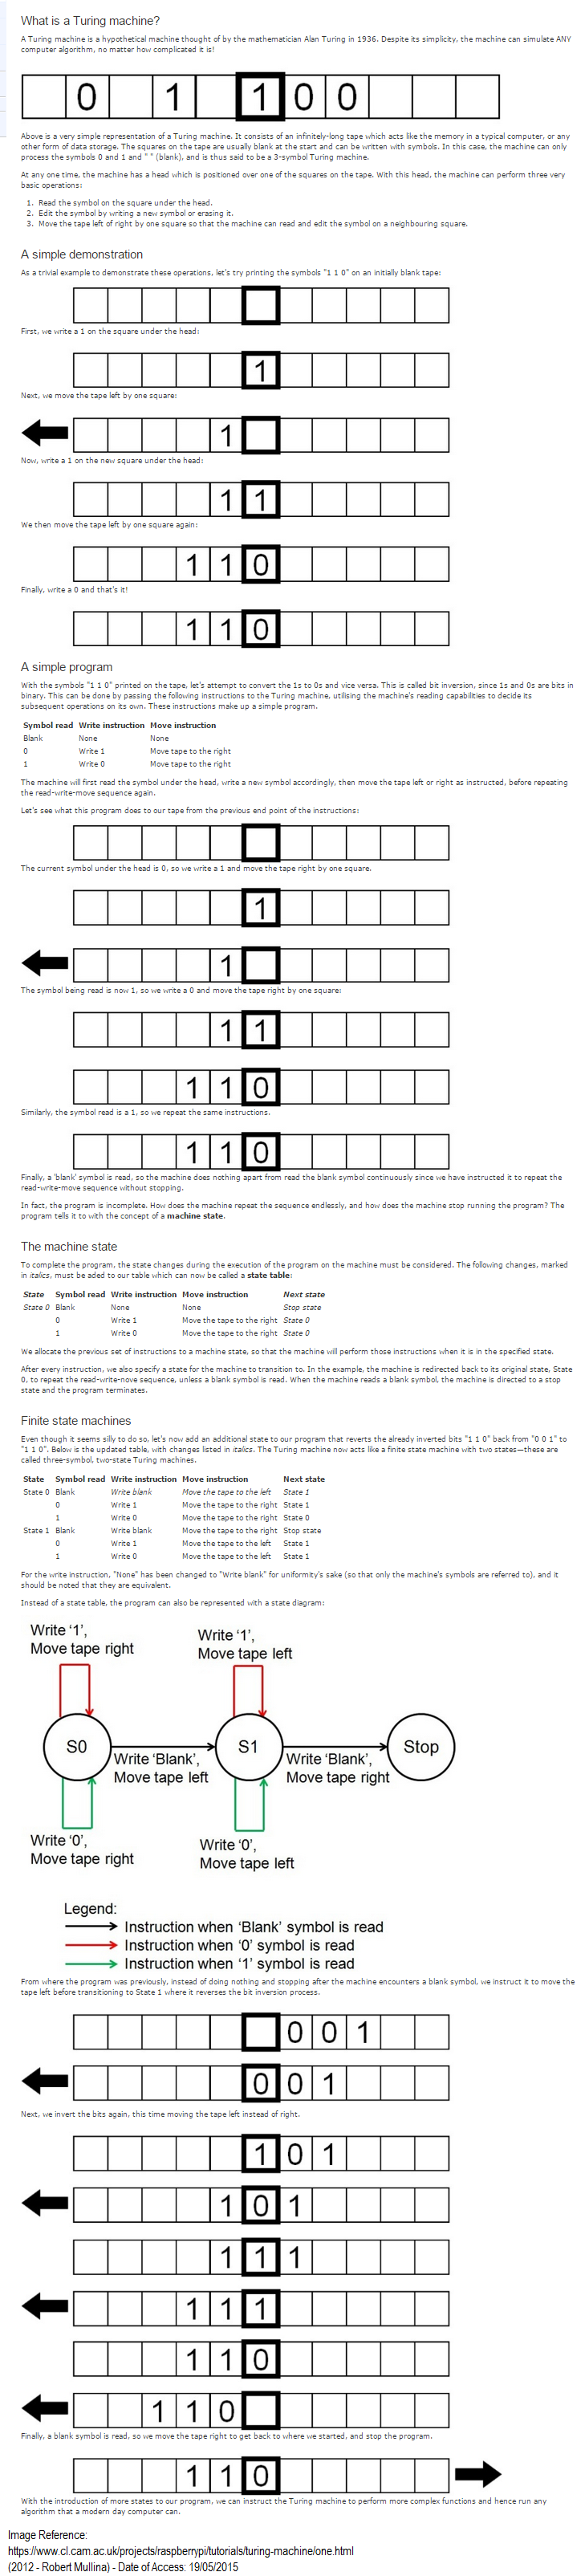 What is a Turing machine?
A Turing machine is a hypothetical machine thought of by the mathematician Alan Turing in 1936. Despite its simplicity, the machine can simulate ANY
computer algorithm, no matter how complicated it is!
0 1 1 0 0
Above is a very simple representation of a Turing machine. It consists of an infinitely-long tape which acts like the memory in a typical computer, or any
other form of data storage. The squares on the tape are usually blank at the start and can be written with symbols. In this case, the machine can only
process the symbols 0 and 1 and " " (blank), and is thus said to be a 3-symbol Turing machine.
At any one time, the machine has a head which is positioned over one of the squares on the tape. With this head, the machine can perform three very
basic operations:
1. Read the symbol on the square under the head.
2. Edit the symbol by writing a new symbol or erasing it.
3. Move the tape left of right by one square so that the machine can read and edit the symbol on a neighbouring square.
A simple demonstration
As a trivial example to demonstrate these operations, let's try printing the symbols "1 1 0" on an initially blank tape:
First, we write a 1 on the square under the head:
1
Next, we move the tape left by one square:
1
Now, write a 1 on the new square under the head:
1 1
We then move the tape left by one square again:
1 1 0
Finally, write a 0 and that's it!
1 1 0
A simple program
With the symbols "1 1 0" printed on the tape, let's attempt to convert the 1s to 0s and vice versa. This is called bit inversion, since 1s and 0s are bits in
binary. This can be done by passing the following instructions to the Turing machine, utilising the machine's reading capabilities to decide its
subsequent operations on its own. These instructions make up a simple program.
Symbol read Write instruction Move instruction
Blank None None
0 Write 1 Move tape to the right
1 Write 0 Move tape to the right
The machine will first read the symbol under the head, write a new symbol accordingly, then move the tape left or right as instructed, before repeating
the read-write-move sequence again.
Let's see what this program does to our tape from the previous end point of the instructions:
The current symbol under the head is 0, so we write a 1 and move the tape right by one square.
1
1
The symbol being read is now 1, so we write a 0 and move the tape right by one square:
1 1
1 1 0
Similarly, the symbol read is a 1, so we repeat the same instructions.
1 1 0
Finally, a 'blank' symbol is read, so the machine does nothing apart from read the blank symbol continuously since we have instructed it to repeat the
read-write-move sequence without stopping.
In fact, the program is incomplete. How does the machine repeat the sequence endlessly, and how does the machine stop running the program? The
program tells it to with the concept of a machine state.
The machine state
To complete the program, the state changes during the execution of the program on the machine must be considered. The following changes, marked
in italics, must be aded to our table which can now be called a state table:
State Symbol read Write instruction Move instruction Next state
State 0 Blank None None Stop state
0 Write 1 Move the tape to the right State 0
1 Write 0 Move the tape to the right State 0
We allocate the previous set of instructions to a machine state, so that the machine will perform those instructions when it is in the specified state.
After every instruction, we also specify a state for the machine to transition to. In the example, the machine is redirected back to its original state, State
0, to repeat the read-write-nove sequence, unless a blank symbol is read. When the machine reads a blank symbol, the machine is directed to a stop
state and the program terminates.
Finite state machines
Even though it seems silly to do so, let's now add an additional state to our program that reverts the already inverted bits "1 1 0" back from "0 0 1" to
"1 1 0". Below is the updated table, with changes listed in italics. The Turing machine now acts like a finite state machine with two states—these are
called three-symbol, two-state Turing machines.
State Symbol read Write instruction Move instruction Next state
State 0 Blank Write blank Move the tape to the left State 1
0 Write 1 Move the tape to the right State 1
1 Write 0 Move the tape to the right State 0
State 1 Blank Write blank Move the tape to the right Stop state
0 Write 1 Move the tape to the left State 1
1 Write 0 Move the tape to the left State 1
For the write instruction, "None" has been changed to "Write blank" for uniformity's sake (so that only the machine's symbols are referred to), and it
should be noted that they are equivalent.
Instead of a state table, the program can also be represented with a state diagram:
Write '1',
Move tape right
Write '1',
Move tape left
S0
S1
Stop
Write 'Blank',
Move tape left
Write 'Blank',
Move tape right
Write '0',
Move tape right
Write '0',
Move tape left
Legend:
Instruction when 'Blank' symbol is read
Instruction when '0' symbol is read
Instruction when '1' symbol is read
From where the program was previously, instead of doing nothing and stopping after the machine encounters a blank symbol, we instruct it to move the
tape left before transitioning to State 1 where it reverses the bit inversion process.
0 0 1
0 0 1
Next, we invert the bits again, this time moving the tape left instead of right.
1 0 1
1 0 1
1 1 1
1 1 1
1 1 0
1 1 0
Finally, a blank symbol is read, so we move the tape right to get back to where we started, and stop the program.
1 1 0
With the introduction of more states to our program, we can instruct the Turing machine to perform more complex functions and hence run any
algorithm that a modern day computer can.
Image Reference:
https://www.cl.cam.ac.uk/projects/raspberrypi/tutorials/turing-machine/one.html
(2012 - Robert Mullina) - Date of Access: 19/05/2015